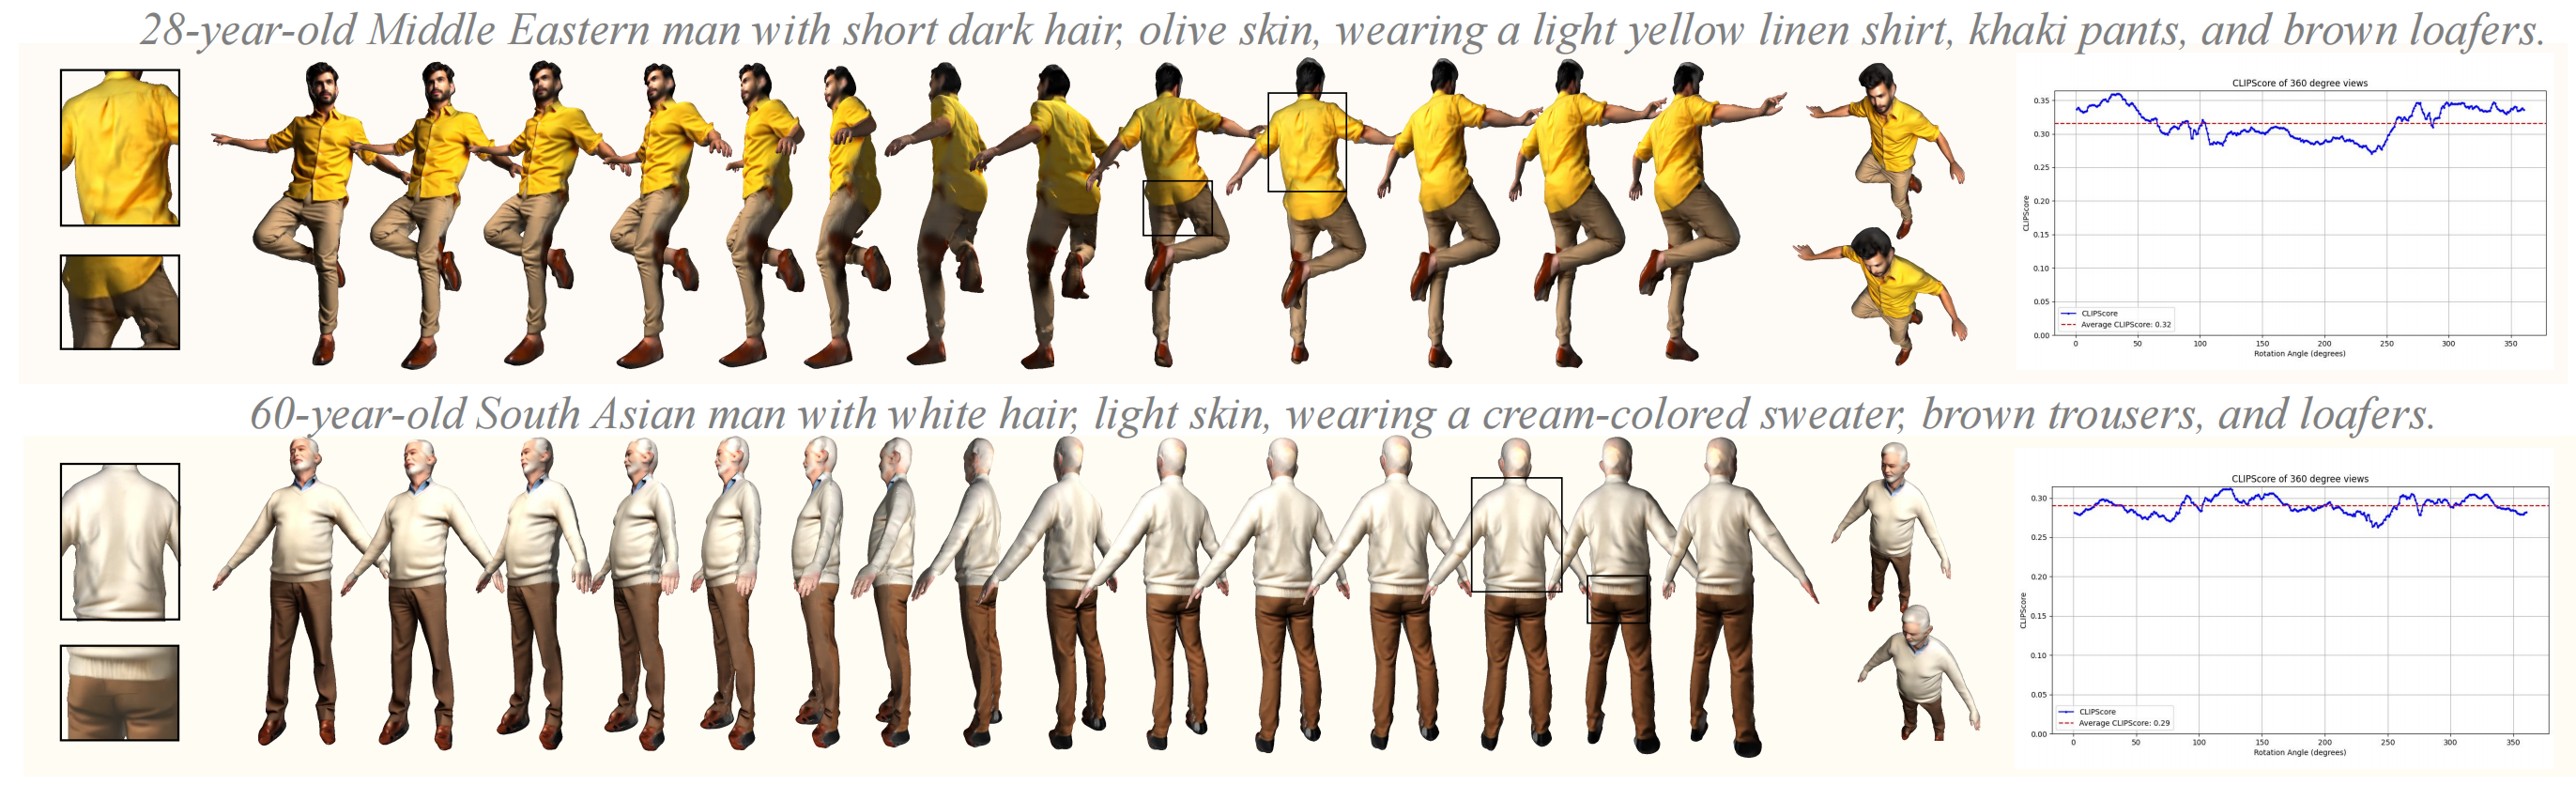 28-year-old Middle Eastern man with short dark hair, olive skin, wearing a light yellow linen shirt, khaki pants, and brown loafers.
CLIPScore of 360 degree views
0.35
0.30
0.25
0.20
0.15
0.10
0.05
0.00
CLIPScore
CLIPScore
Average CLIPScore: 0.32
0 50 100 150 200 250 300 350
Rotation Angle (degrees)
60-year-old South Asian man with white hair, light skin, wearing a cream-colored sweater, brown trousers, and loafers.
CLIPScore of 360 degree views
0.30
0.25
0.20
0.15
0.10
0.05
0.00
CLIPScore
CLIPScore
Average CLIPScore: 0.29
0 50 100 150 200 250 300 350
Rotation Angle (degrees)